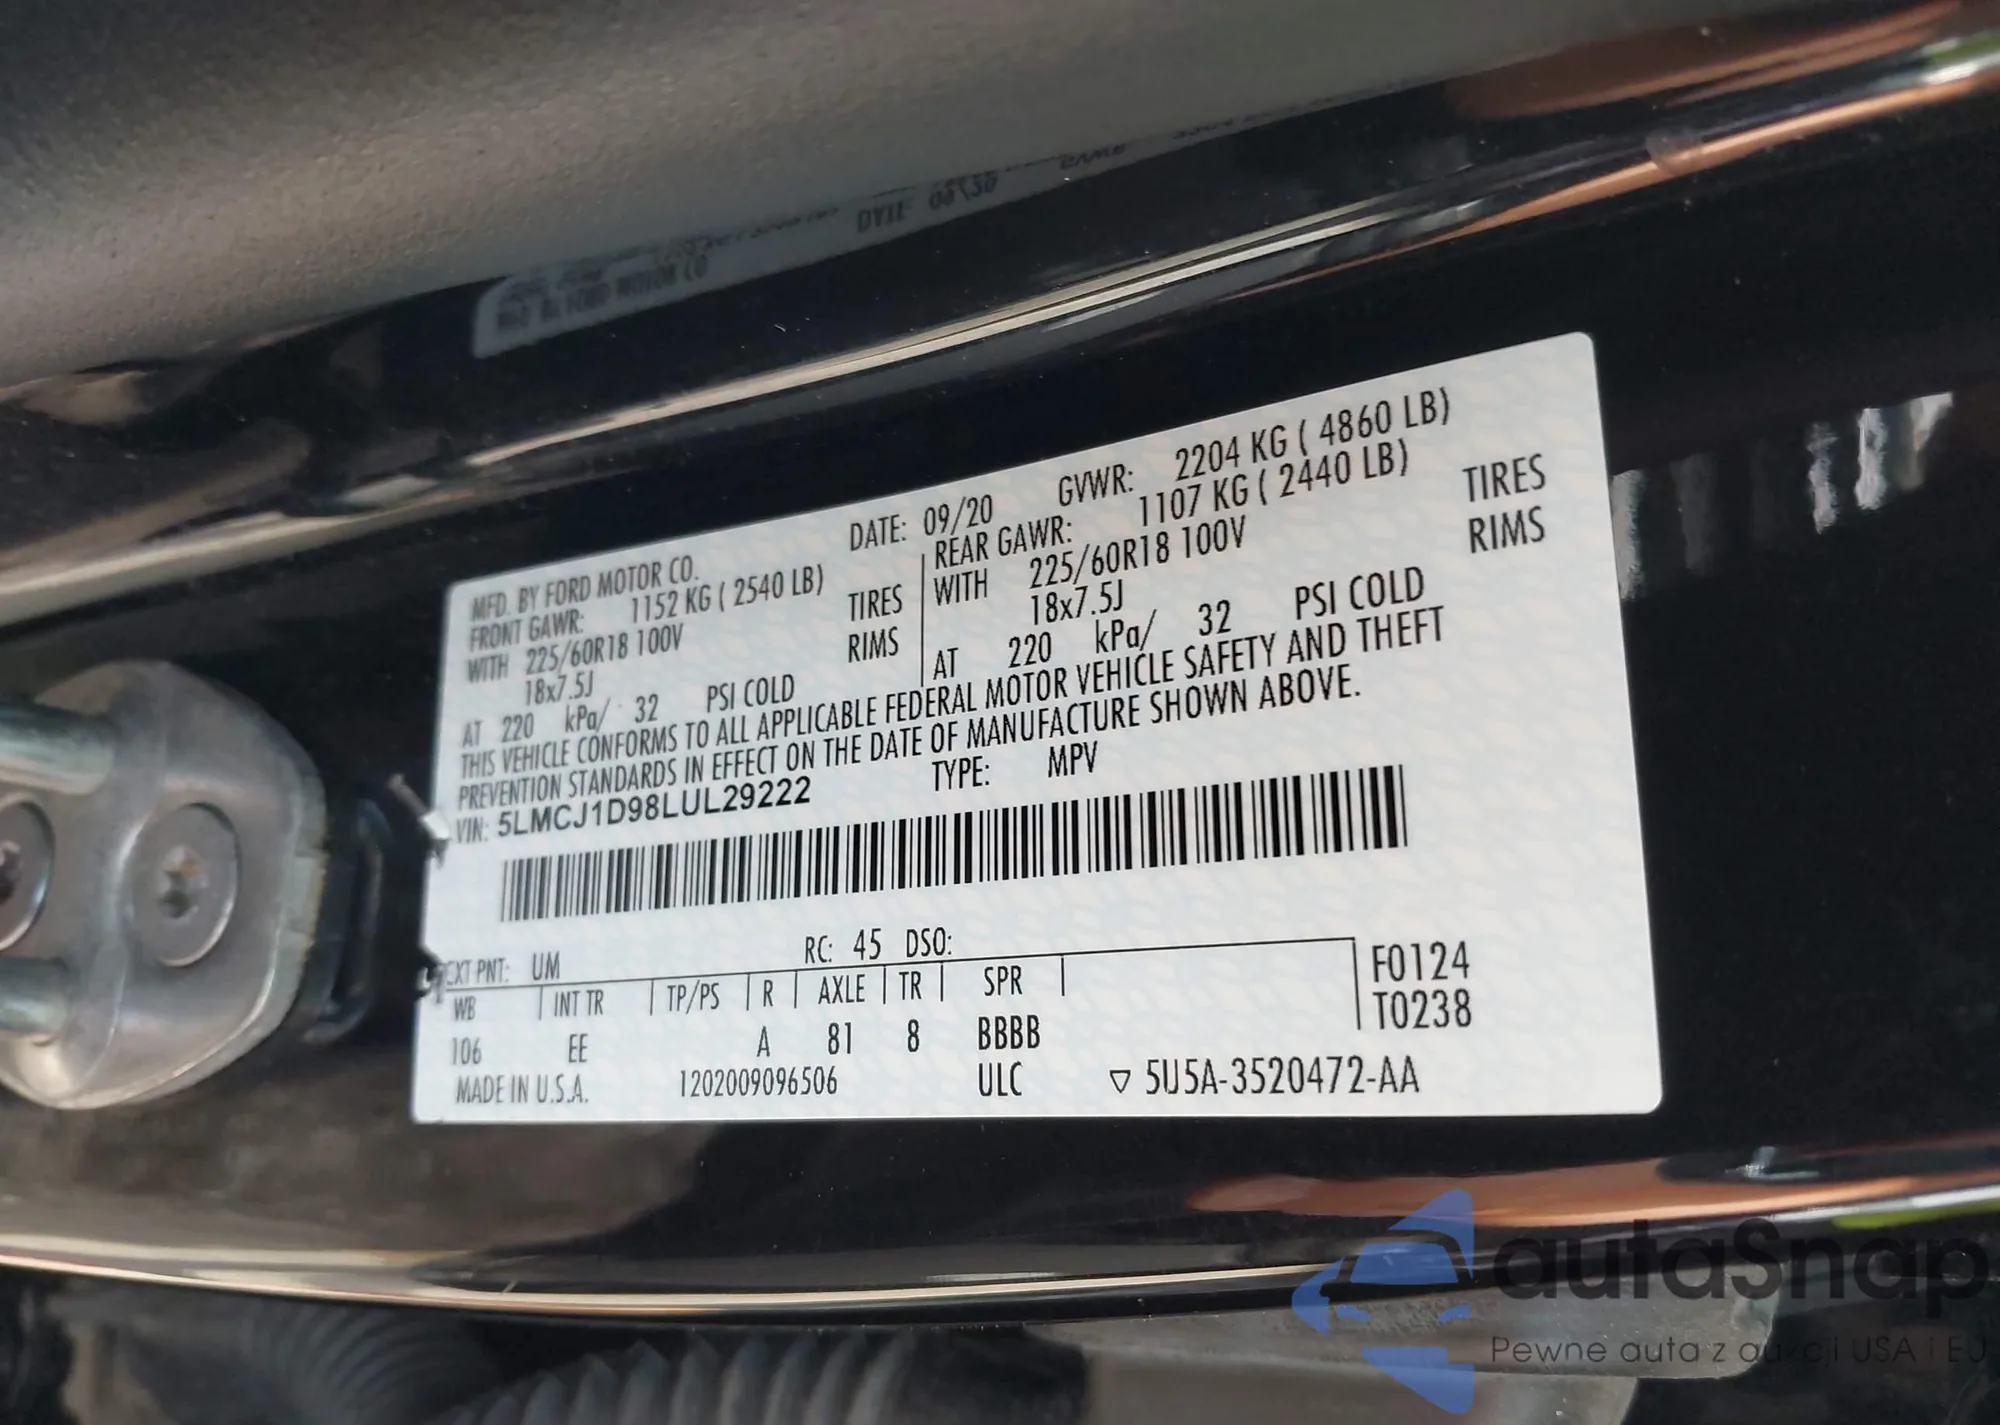 MFD. BY FORD MOTOR CO. DATE: 09/20 GVWR: 2204 KG ( 4860 LB)
FRONT GAWR: 1152 KG ( 2540 LB) REAR GAWR: 1107 KG ( 2440 LB)
WITH 225/60R18 100V TIRES WITH 225/60R18 100V TIRES
18x7.5J RIMS 18x7.5J RIMS
AT 220 kPa/ 32 PSI COLD AT 220 kPa/ 32 PSI COLD
THIS VEHICLE CONFORMS TO ALL APPLICABLE FEDERAL MOTOR VEHICLE SAFETY AND THEFT
PREVENTION STANDARDS IN EFFECT ON THE DATE OF MANUFACTURE SHOWN ABOVE.
VIN: 5LMCJ1D98LUL29222 TYPE: MPV
EXT PNT: UM RC: 45 DSO:
WB INT TR TP/PS R AXLE TR SPR F0124
106 EE A 81 8 BBBB T0238
MADE IN U.S.A. 1202009096506 ULC ▽ 5U5A-3520472-AA
autaSnap
Pewne auta z aukcji USA i EU